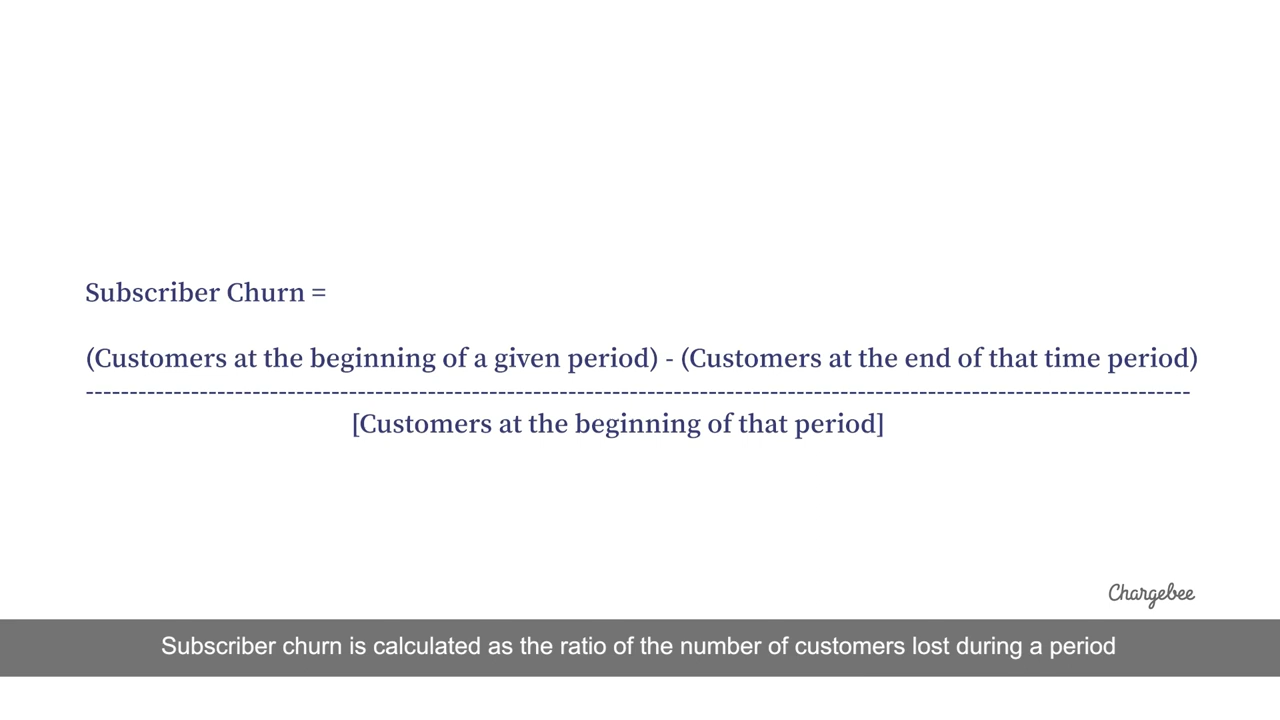 Subscriber Churn =
(Customers at the beginning of a given period) - (Customers at the end of that time period)
---------------------------------------------------------------------------------------------------------------------------------
[Customers at the beginning of that period]
Chargebee
Subscriber churn is calculated as the ratio of the number of customers lost during a period